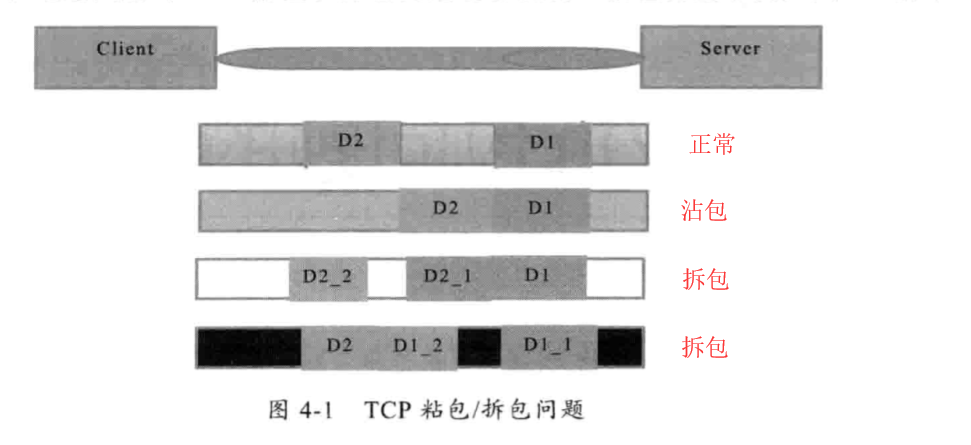 Client Server
D2 D1 正常
D2 D1 沾包
D2_2 D2_1 D1 拆包
D2 D1_2 D1_1 拆包
图 4-1 TCP 粘包/拆包问题